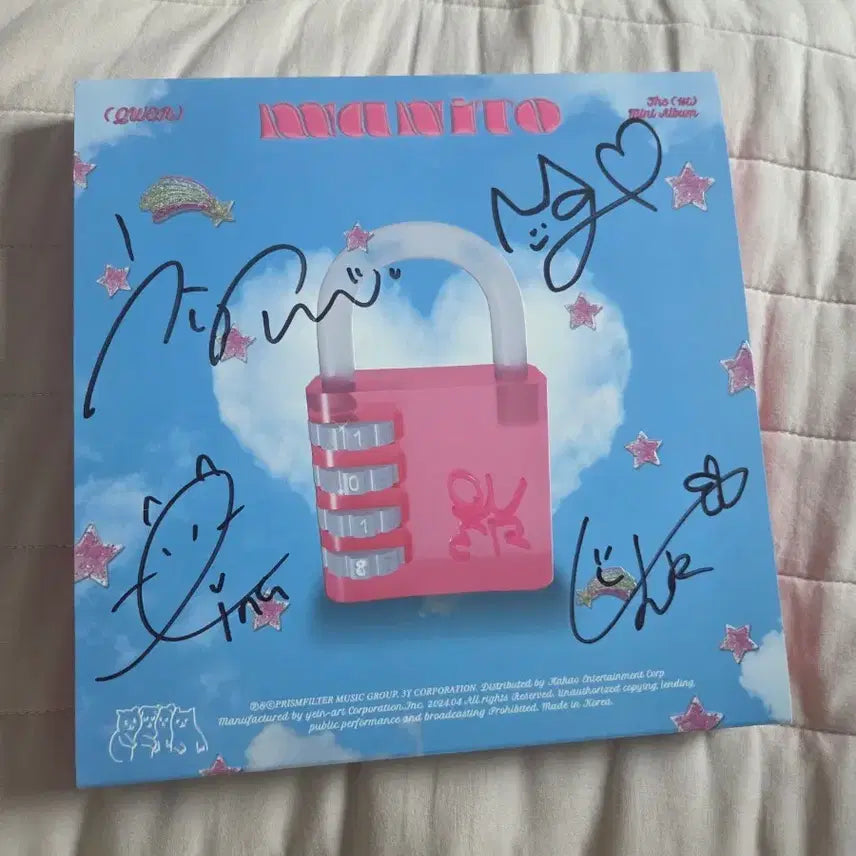 (QWER)
MANiTO
The (1st)
Mini Album
1
0
1
8
Ⓟ&©PRISMFILTER MUSIC GROUP. 3Y CORPORATION. Distributed by Kakao Entertainment Corp
Manufactured by yein-art Corporation.Inc. 2024.04 All rights Reserved. Unauthorized copying, lending,
public performance and broadcasting Prohibited. Made in Korea.